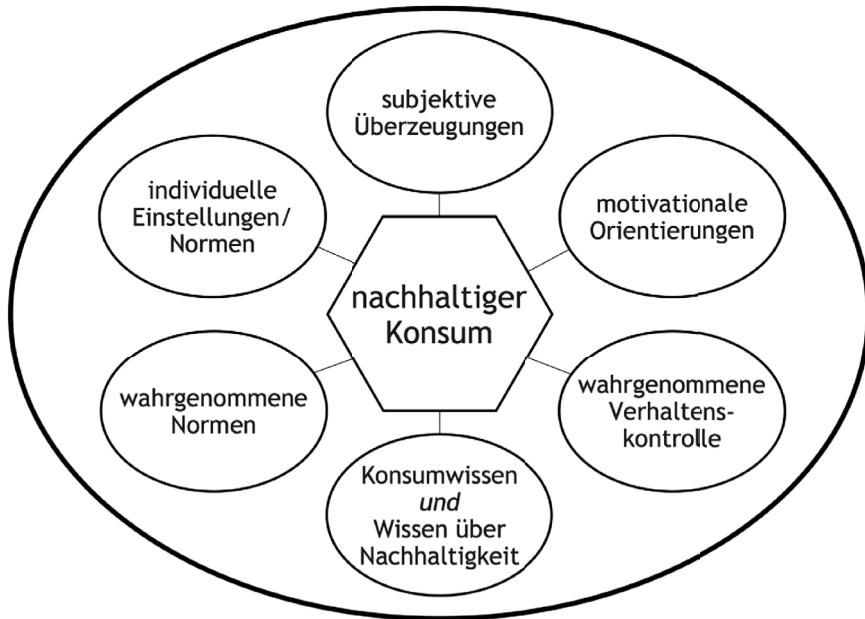 subjektive
Überzeugungen
individuelle
Einstellungen/
Normen
motivationale
Orientierungen
nachhaltiger
Konsum
wahrgenommene
Normen
wahrgenommene
Verhaltens-
kontrolle
Konsumwissen
und
Wissen über
Nachhaltigkeit